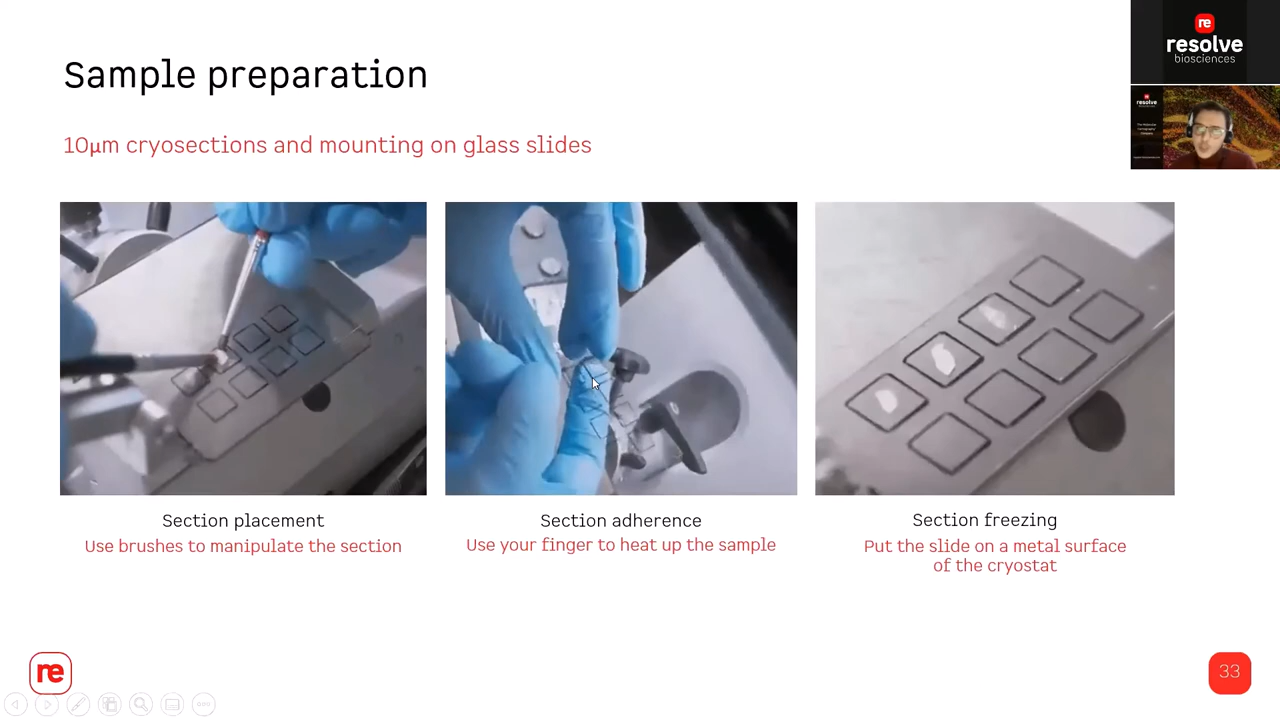 re
resolve
biosciences
resolve
Sample preparation
10µm cryosections and mounting on glass slides
Section placement
Use brushes to manipulate the section
Section adherence
Use your finger to heat up the sample
Section freezing
Put the slide on a metal surface
of the cryostat
re
33